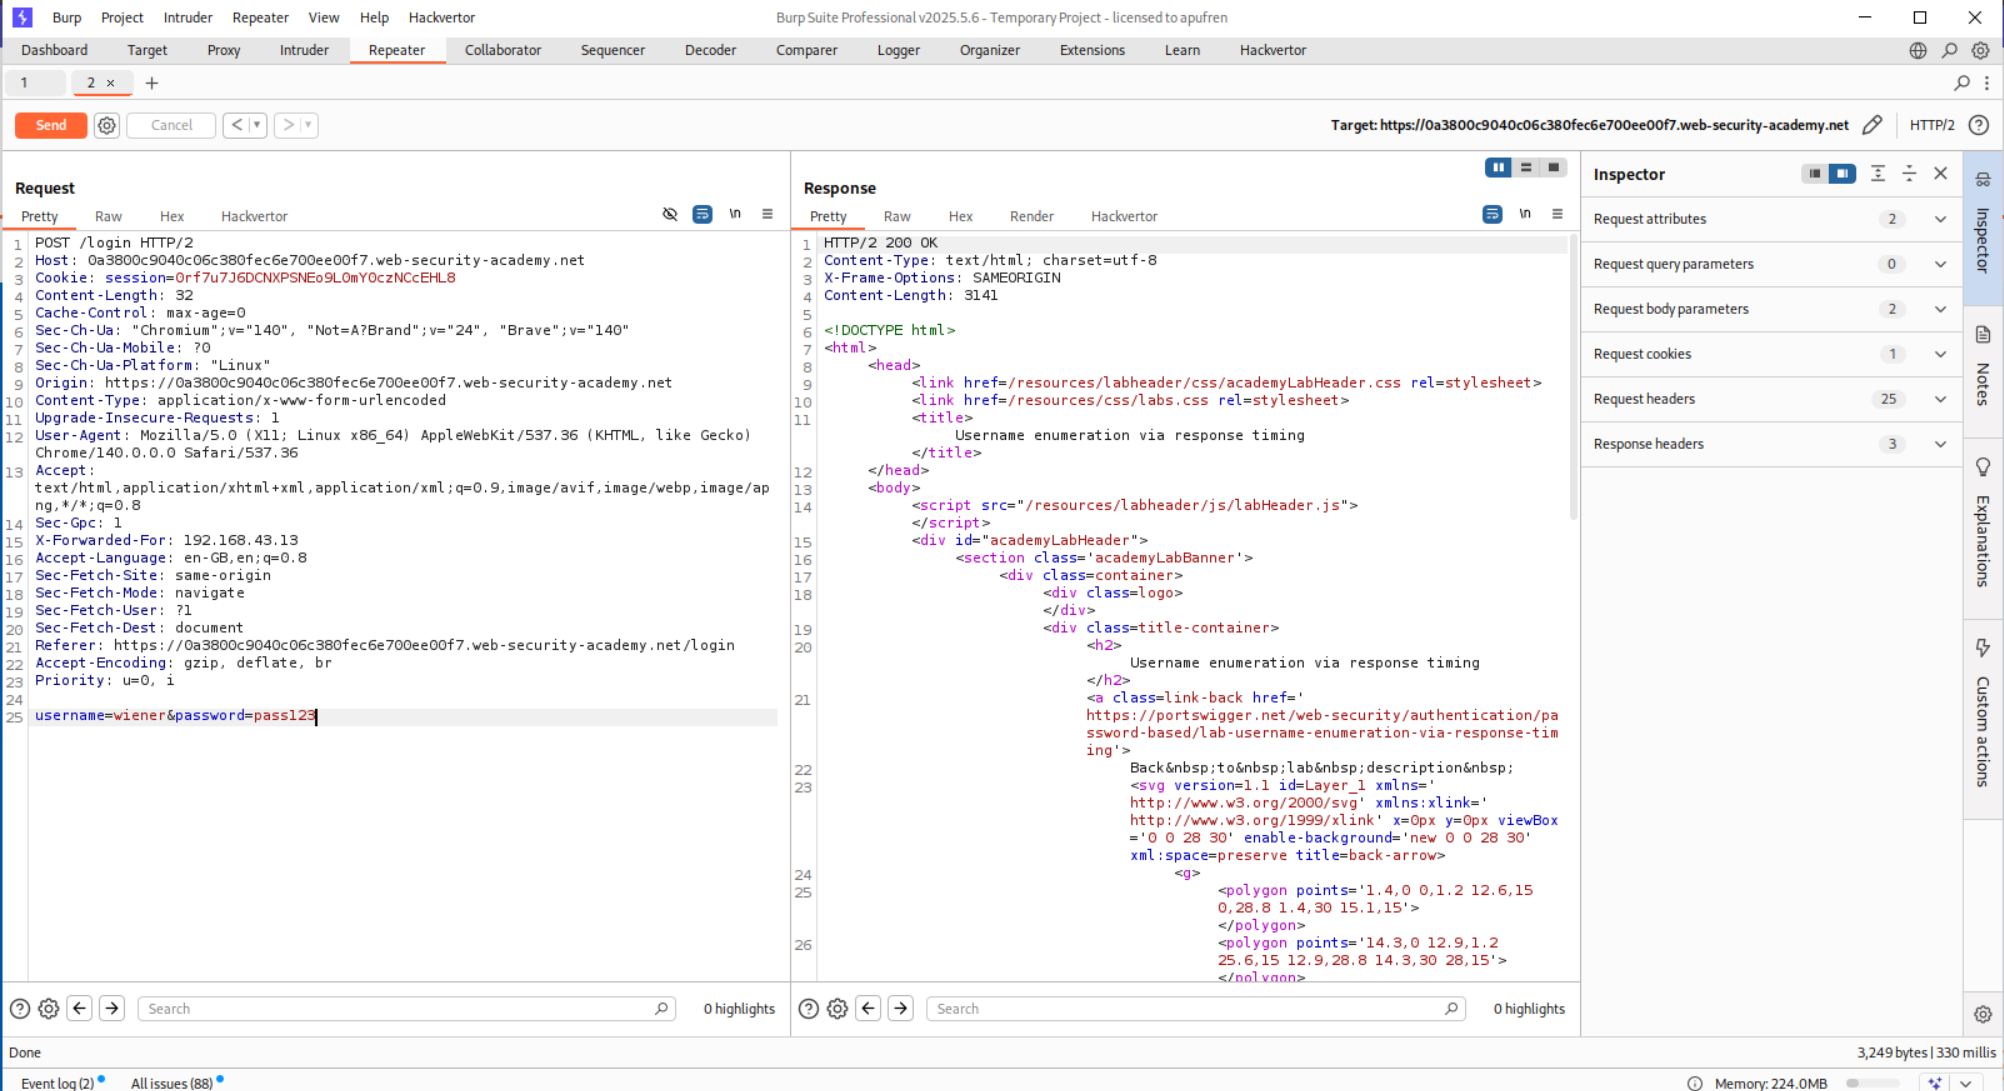 Burp Project Intruder Repeater View Help Hackvertor
Burp Suite Professional v2025.5.6 - Temporary Project - licensed to apufren
Dashboard Target Proxy Intruder Repeater Collaborator Sequencer Decoder Comparer Logger Organizer Extensions Learn Hackvertor
1 2 × +
Send Cancel < >
Target: https://0a3800c9040c06c380fec6e700ee00f7.web-security-academy.net HTTP/2
Request
Pretty Raw Hex Hackvertor \n
1 POST /login HTTP/2
2 Host: 0a3800c9040c06c380fec6e700ee00f7.web-security-academy.net
3 Cookie: session=0rf7u7J6DCNXPSNEo9L0mY0czNCcEHL8
4 Content-Length: 32
5 Cache-Control: max-age=0
6 Sec-Ch-Ua: "Chromium";v="140", "Not=A?Brand";v="24", "Brave";v="140"
7 Sec-Ch-Ua-Mobile: ?0
8 Sec-Ch-Ua-Platform: "Linux"
9 Origin: https://0a3800c9040c06c380fec6e700ee00f7.web-security-academy.net
10 Content-Type: application/x-www-form-urlencoded
11 Upgrade-Insecure-Requests: 1
12 User-Agent: Mozilla/5.0 (X11; Linux x86_64) AppleWebKit/537.36 (KHTML, like Gecko)
Chrome/140.0.0.0 Safari/537.36
13 Accept:
text/html,application/xhtml+xml,application/xml;q=0.9,image/avif,image/webp,image/ap
ng,*/*;q=0.8
14 Sec-Gpc: 1
15 X-Forwarded-For: 192.168.43.13
16 Accept-Language: en-GB,en;q=0.8
17 Sec-Fetch-Site: same-origin
18 Sec-Fetch-Mode: navigate
19 Sec-Fetch-User: ?1
20 Sec-Fetch-Dest: document
21 Referer: https://0a3800c9040c06c380fec6e700ee00f7.web-security-academy.net/login
22 Accept-Encoding: gzip, deflate, br
23 Priority: u=0, i
24
25 username=wiener&password=pass123
Search 0 highlights
Response
Pretty Raw Hex Render Hackvertor \n
1 HTTP/2 200 OK
2 Content-Type: text/html; charset=utf-8
3 X-Frame-Options: SAMEORIGIN
4 Content-Length: 3141
5
6 <!DOCTYPE html>
7 <html>
8 <head>
9 <link href=/resources/labheader/css/academyLabHeader.css rel=stylesheet>
10 <link href=/resources/css/labs.css rel=stylesheet>
11 <title>
Username enumeration via response timing
</title>
12 </head>
13 <body>
14 <script src="/resources/labheader/js/labHeader.js">
</script>
15 <div id="academyLabHeader">
16 <section class='academyLabBanner'>
17 <div class=container>
18 <div class=logo>
</div>
19 <div class=title-container>
20 <h2>
Username enumeration via response timing
</h2>
21 <a class=link-back href='
https://portswigger.net/web-security/authentication/pa
ssword-based/lab-username-enumeration-via-response-tim
ing'>
22 Back&nbsp;to&nbsp;lab&nbsp;description&nbsp;
23 <svg version=1.1 id=Layer_1 xmlns='
http://www.w3.org/2000/svg' xmlns:xlink='
http://www.w3.org/1999/xlink' x=0px y=0px viewBox
='0 0 28 30' enable-background='new 0 0 28 30'
xml:space=preserve title=back-arrow>
24 <g>
25 <polygon points='1.4,0 0,1.2 12.6,15
0,28.8 1.4,30 15.1,15'>
</polygon>
26 <polygon points='14.3,0 12.9,1.2
25.6,15 12.9,28.8 14.3,30 28,15'>
</polygon>
Search 0 highlights
Inspector
Request attributes 2
Request query parameters 0
Request body parameters 2
Request cookies 1
Request headers 25
Response headers 3
Inspector
Notes
Explanations
Custom actions
Done
3,249 bytes | 330 millis
Event log (2) All issues (88)
Memory: 224.0MB